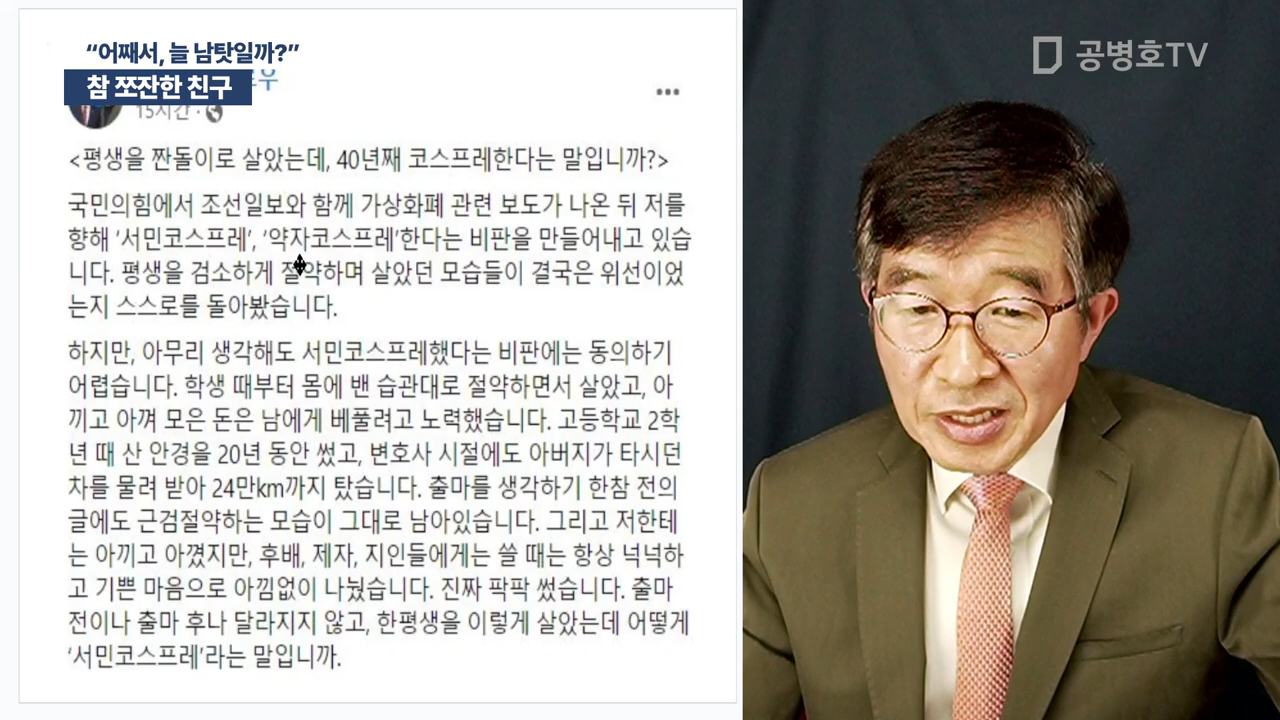 “어째서, 늘 남탓일까?”
참 쪼잔한 친구
15시간
공병호TV
<평생을 짠돌이로 살았는데, 40년째 코스프레한다는 말입니까?>
국민의힘에서 조선일보와 함께 가상화폐 관련 보도가 나온 뒤 저를
향해 ‘서민코스프레’, ‘약자코스프레’한다는 비판을 만들어내고 있습
니다. 평생을 검소하게 절약하며 살았던 모습들이 결국은 위선이었
는지 스스로를 돌아봤습니다.
하지만, 아무리 생각해도 서민코스프레했다는 비판에는 동의하기
어렵습니다. 학생 때부터 몸에 밴 습관대로 절약하면서 살았고, 아
끼고 아껴 모은 돈은 남에게 베풀려고 노력했습니다. 고등학교 2학
년 때 산 안경을 20년 동안 썼고, 변호사 시절에도 아버지가 타시던
차를 물려 받아 24만km까지 탔습니다. 출마를 생각하기 한참 전의
글에도 근검절약하는 모습이 그대로 남아있습니다. 그리고 저한테
는 아끼고 아꼈지만, 후배, 제자, 지인들에게는 쓸 때는 항상 넉넉하
고 기쁜 마음으로 아낌없이 나눴습니다. 진짜 팍팍 썼습니다. 출마
전이나 출마 후나 달라지지 않고, 한평생을 이렇게 살았는데 어떻게
‘서민코스프레’라는 말입니까.